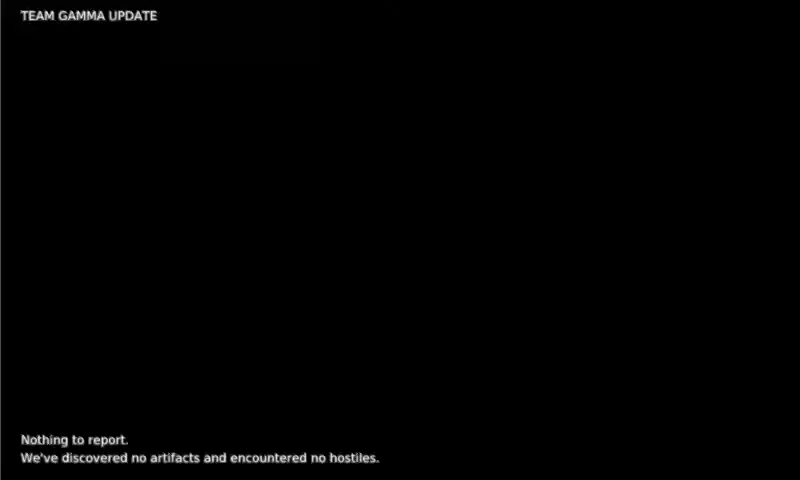 TEAM GAMMA UPDATE
Nothing to report.
We've discovered no artifacts and encountered no hostiles.